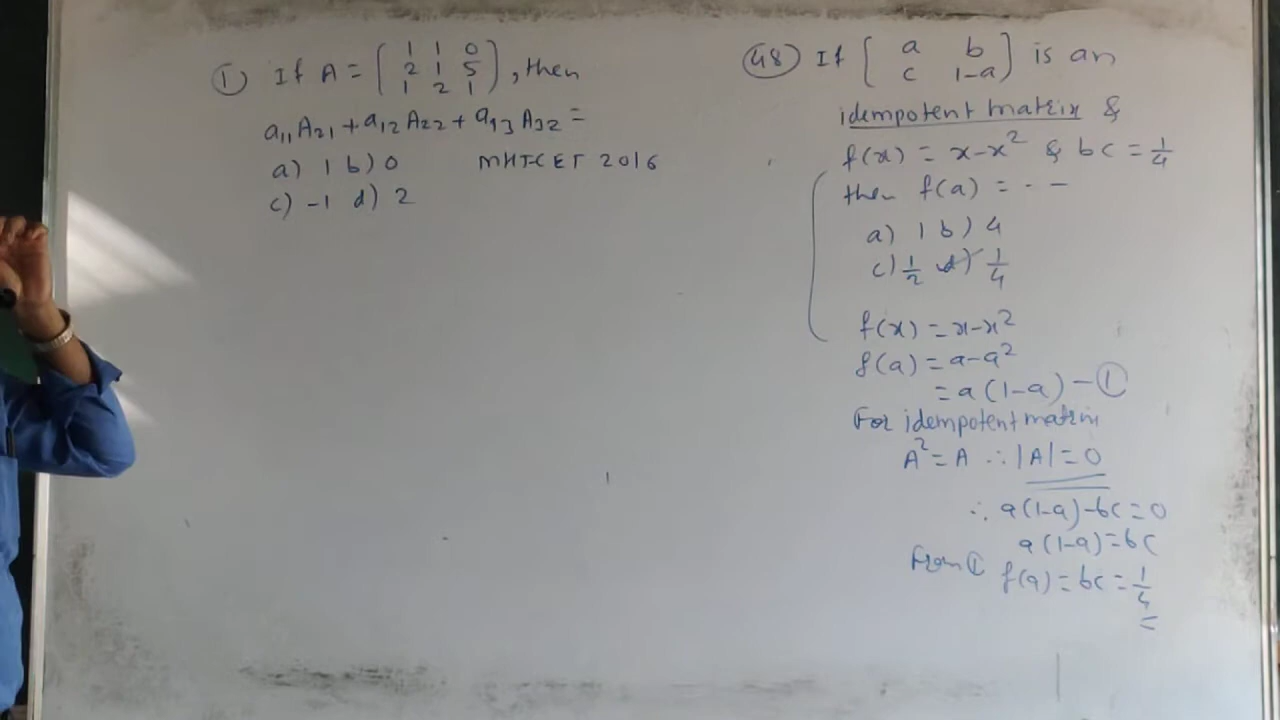 ① If A = [ 1 1 0
2 1 5
1 2 1 ] , then
a₁₁A₂₁ + a₁₂A₂₂ + a₁₃A₃₂ =
a) 1 b) 0 MHT-CET 2016
c) -1 d) 2
48 If [ a b
c 1-a ] is an
idempotent matrix &
f(x) = x-x² & bc = 1/4
then f(a) = - -
a) 1 b) 4
c) 1/2 d) 1/4
f(x) = x-x²
f(a) = a-a²
= a(1-a) - ①
For idempotent matrix
A² = A ∴ |A| = 0
∴ a(1-a)-bc=0
a(1-a)=bc
From ① f(a) = bc = 1/4